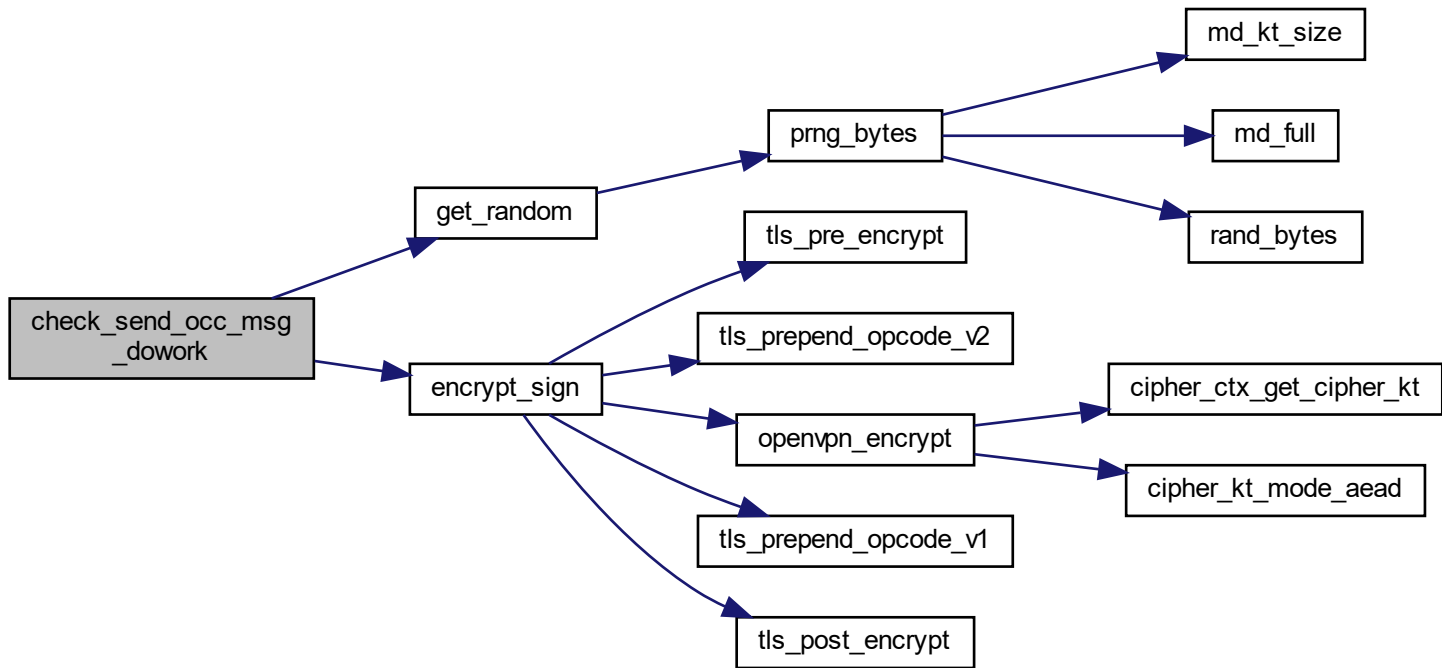 md_kt_size
prng_bytes
md_full
get_random
tls_pre_encrypt
rand_bytes
check_send_occ_msg
_dowork
tls_prepend_opcode_v2
encrypt_sign
cipher_ctx_get_cipher_kt
openvpn_encrypt
cipher_kt_mode_aead
tls_prepend_opcode_v1
tls_post_encrypt